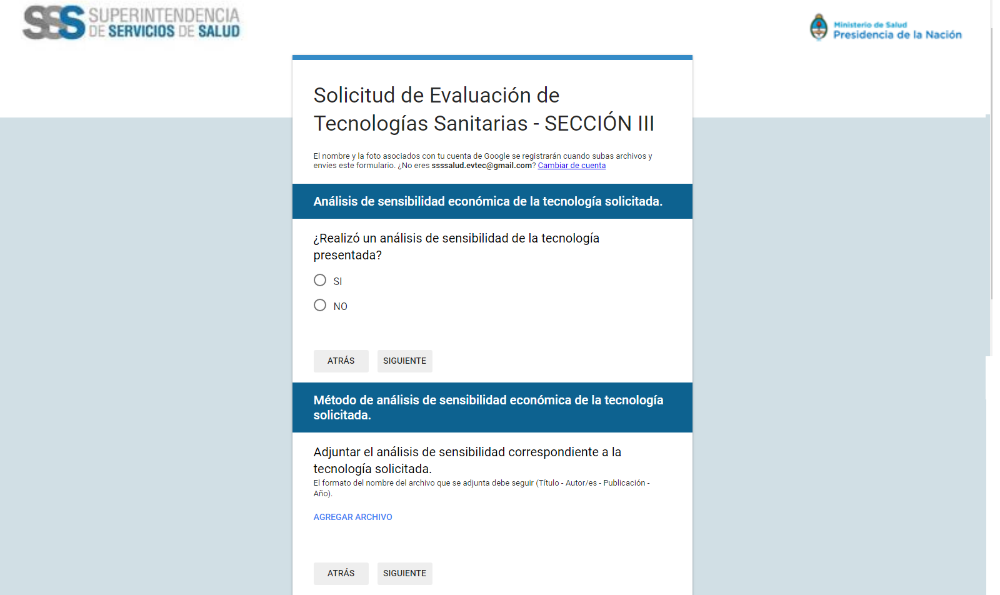 SSS SUPERINTENDENCIA
DE SERVICIOS DE SALUD
Ministerio de Salud
Presidencia de la Nación
Solicitud de Evaluación de
Tecnologías Sanitarias - SECCIÓN III
El nombre y la foto asociados con tu cuenta de Google se registrarán cuando subas archivos y
envíes este formulario. ¿No eres ssssalud.evtec@gmail.com? Cambiar de cuenta
Análisis de sensibilidad económica de la tecnología solicitada.
¿Realizó un análisis de sensibilidad de la tecnología
presentada?
SI
NO
ATRÁS SIGUIENTE
Método de análisis de sensibilidad económica de la tecnología
solicitada.
Adjuntar el análisis de sensibilidad correspondiente a la
tecnología solicitada.
El formato del nombre del archivo que se adjunta debe seguir (Título - Autor/es - Publicación -
Año).
AGREGAR ARCHIVO
ATRÁS SIGUIENTE